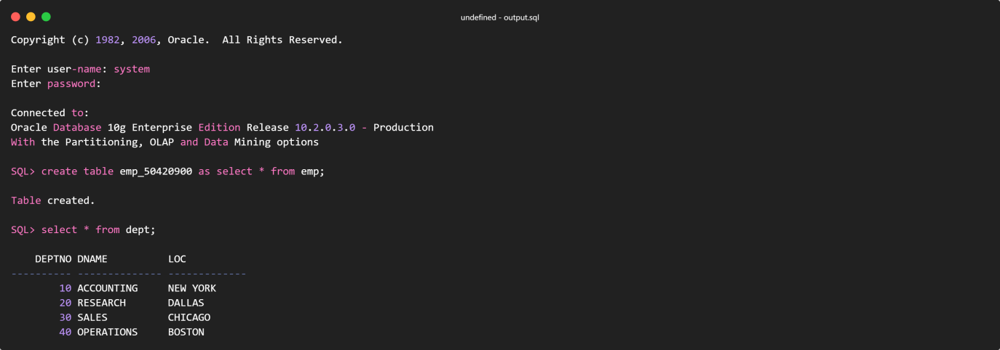 undefined - output.sql
Copyright (c) 1982, 2006, Oracle.  All Rights Reserved.
Enter user-name: system
Enter password:
Connected to:
Oracle Database 10g Enterprise Edition Release 10.2.0.3.0 - Production
With the Partitioning, OLAP and Data Mining options
SQL> create table emp_50420900 as select * from emp;
Table created.
SQL> select * from dept;
    DEPTNO DNAME          LOC
---------- -------------- -------------
        10 ACCOUNTING     NEW YORK
        20 RESEARCH       DALLAS
        30 SALES          CHICAGO
        40 OPERATIONS     BOSTON